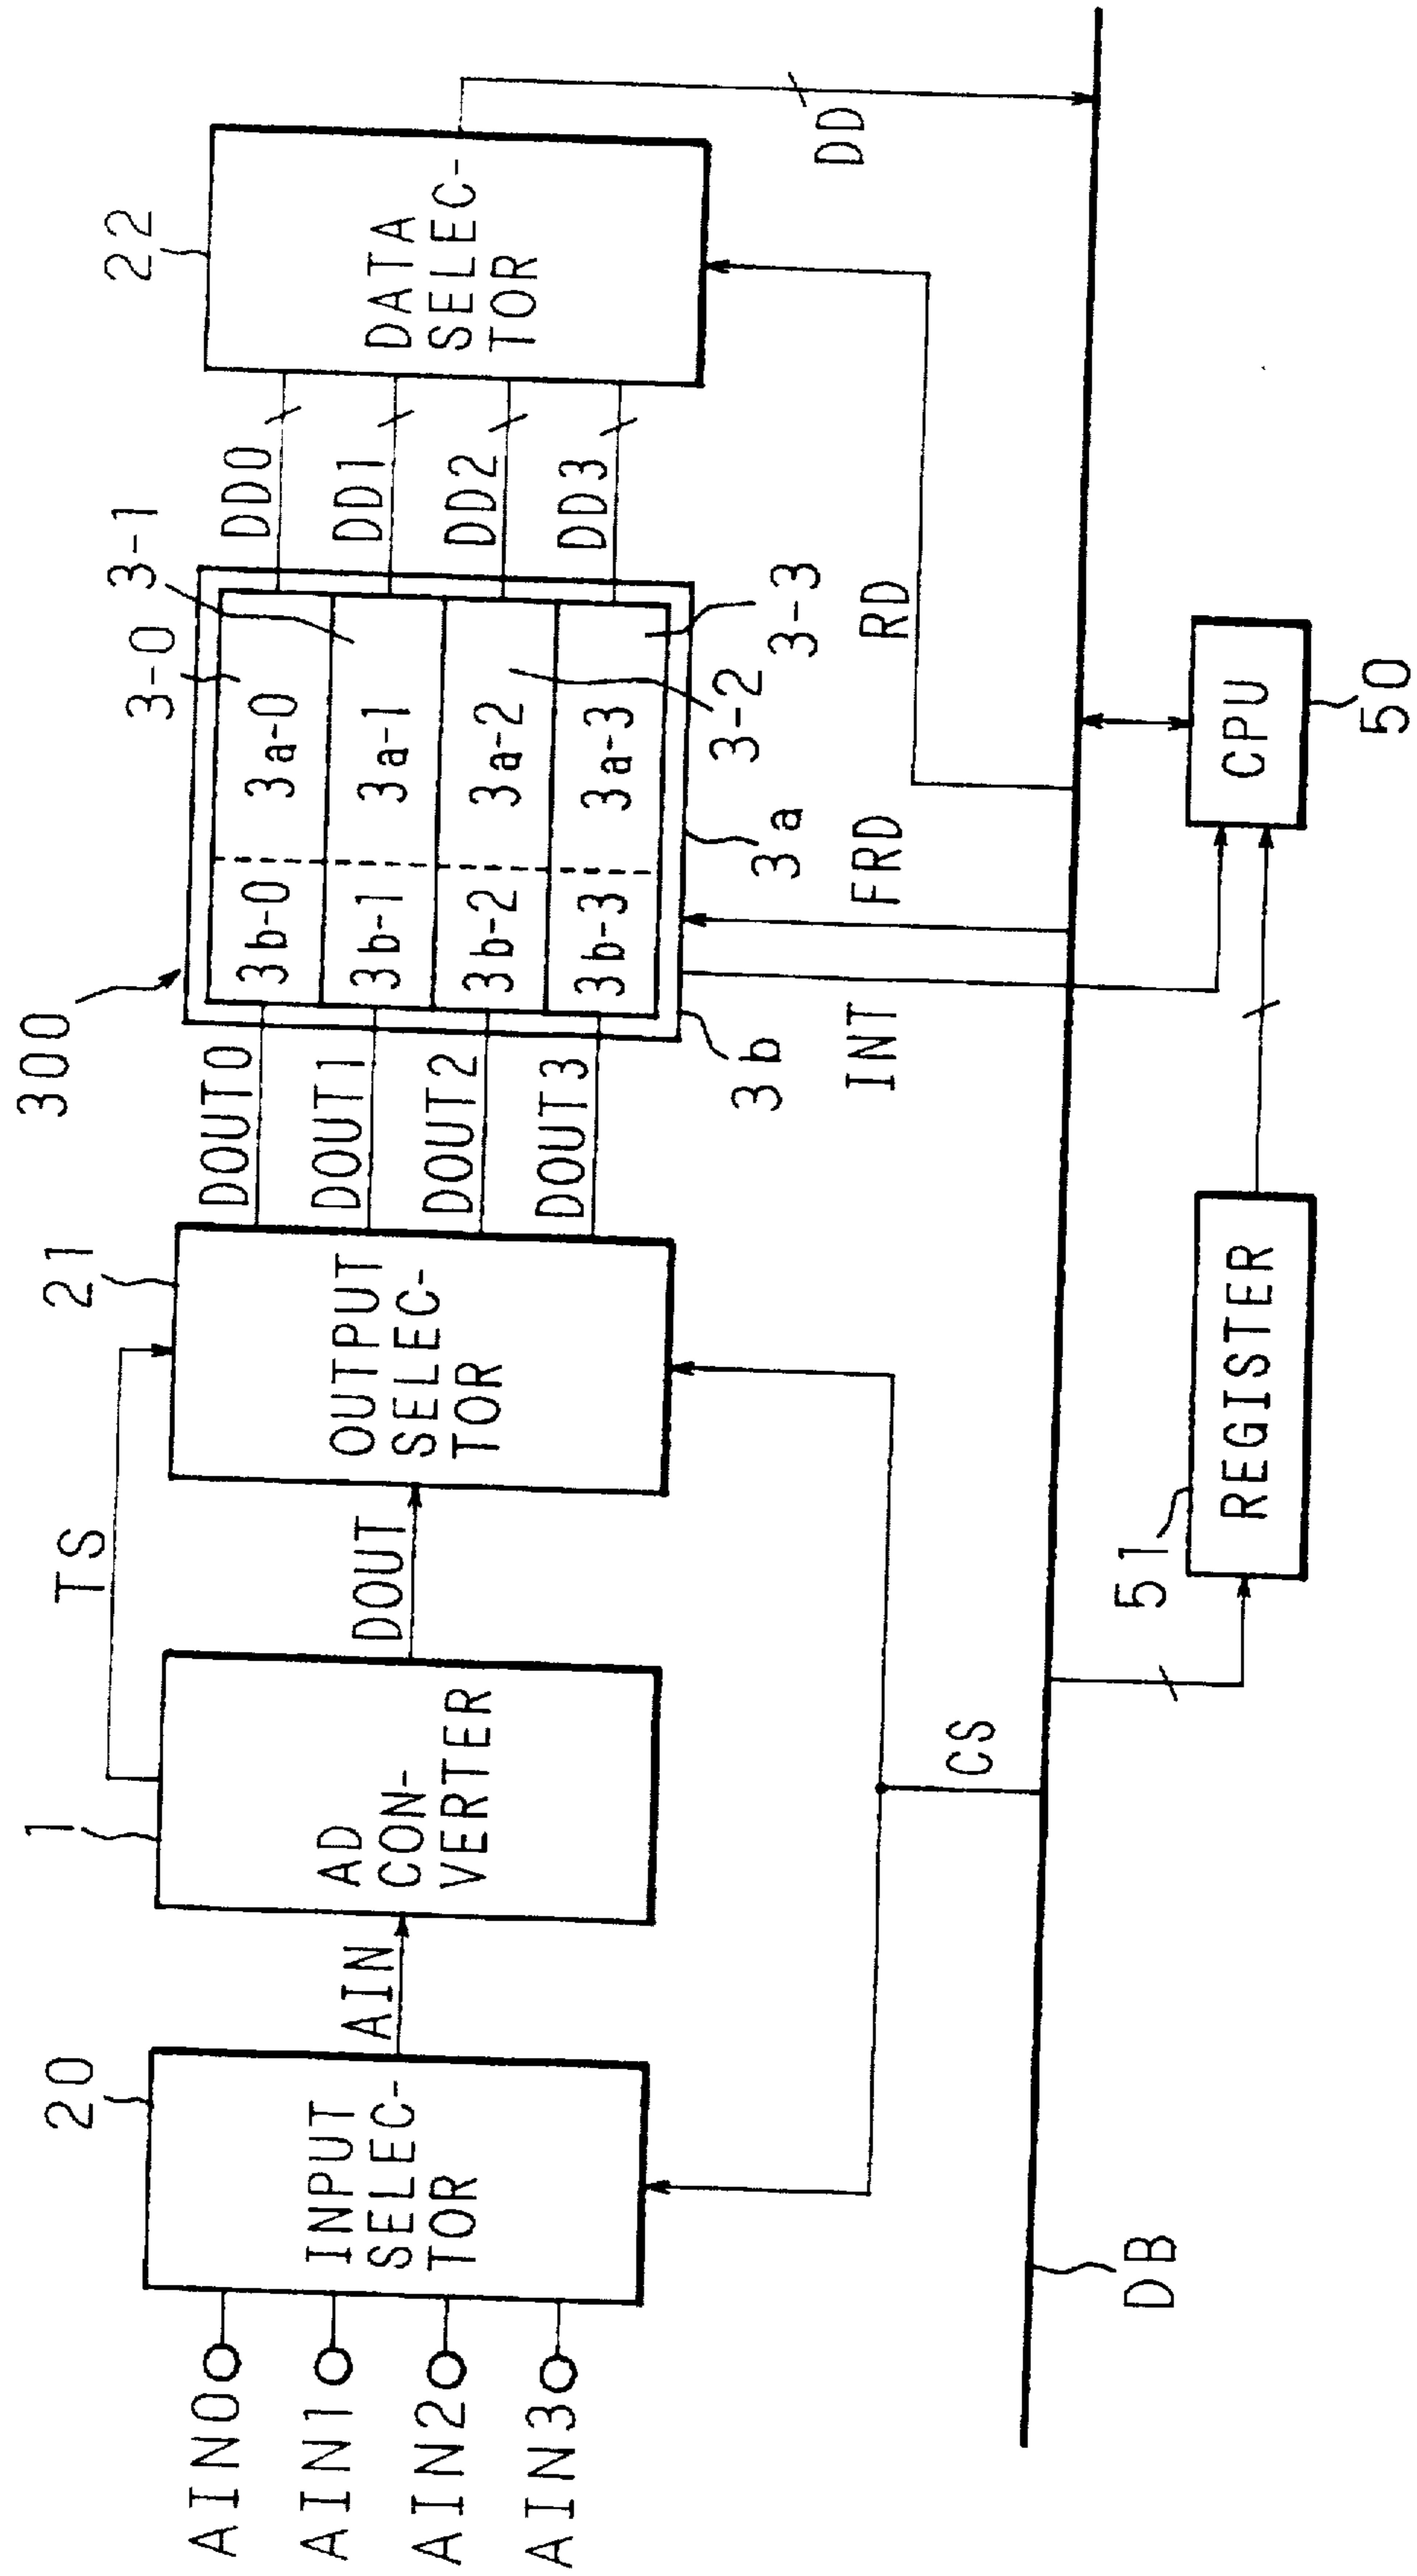 300
3-0
3-1
22
1
TS
21
20
AIN0
AIN1
AIN2
AIN3
INPUT
SELEC-
TOR
AIN
AD
CON-
VERTER
DOUT
OUTPUT
SELEC-
TOR
DOUT0
DOUT1
DOUT2
DOUT3
3b-0
3a-0
3b-1
3a-1
3b-2
3a-2
3b-3
3a-3
DD0
DD1
DD2
DD3
DATA
SELEC-
TOR
3b
3a
3-2
3-3
DD
INT
FRD
RD
CS
DB
51
REGISTER
CPU
50